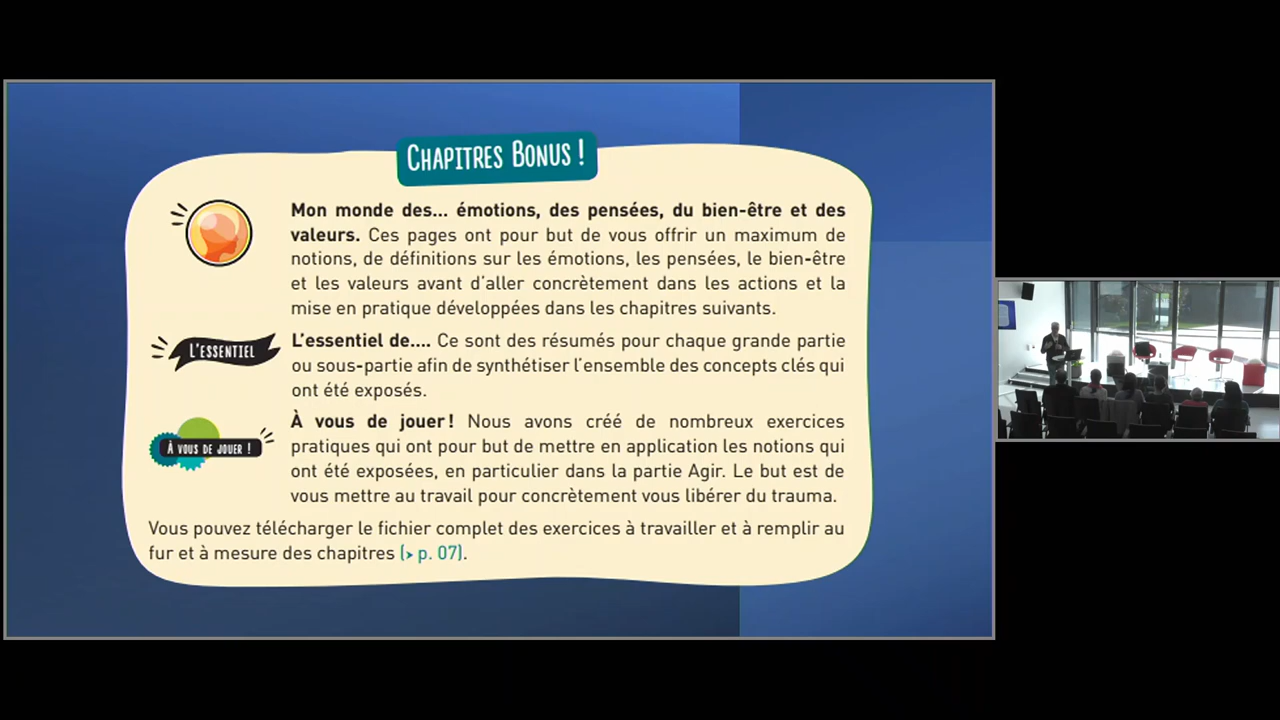 CHAPITRES BONUS !
Mon monde des... émotions, des pensées, du bien-être et des
valeurs. Ces pages ont pour but de vous offrir un maximum de
notions, de définitions sur les émotions, les pensées, le bien-être
et les valeurs avant d'aller concrètement dans les actions et la
mise en pratique développées dans les chapitres suivants.
L'ESSENTIEL
L'essentiel de.... Ce sont des résumés pour chaque grande partie
ou sous-partie afin de synthétiser l'ensemble des concepts clés qui
ont été exposés.
À VOUS DE JOUER !
À vous de jouer ! Nous avons créé de nombreux exercices
pratiques qui ont pour but de mettre en application les notions qui
ont été exposées, en particulier dans la partie Agir. Le but est de
vous mettre au travail pour concrètement vous libérer du trauma.
Vous pouvez télécharger le fichier complet des exercices à travailler et à remplir au
fur et à mesure des chapitres (> p. 07).